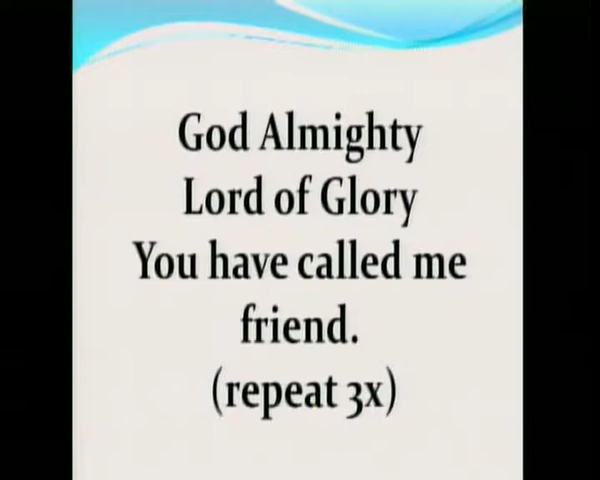 God Almighty
Lord of Glory
You have called me
friend.
(repeat 3x)